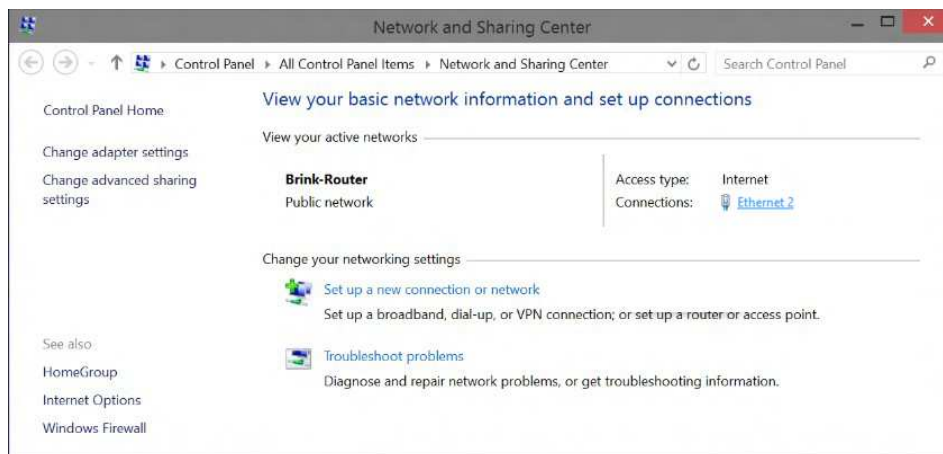 Network and Sharing Center
Control Panel Home
Control Panel All Control Panel Items Network and Sharing Center
Search Control Panel
Change adapter settings
Change advanced sharing
settings
View your basic network information and set up connections
View your active networks
Brink-Router
Public network
Access type: Internet
Connections: Ethernet 2
Change your networking settings
Set up a new connection or network
Set up a broadband, dial-up, or VPN connection; or set up a router or access point.
Troubleshoot problems
Diagnose and repair network problems, or get troubleshooting information.
See also
HomeGroup
Internet Options
Windows Firewall